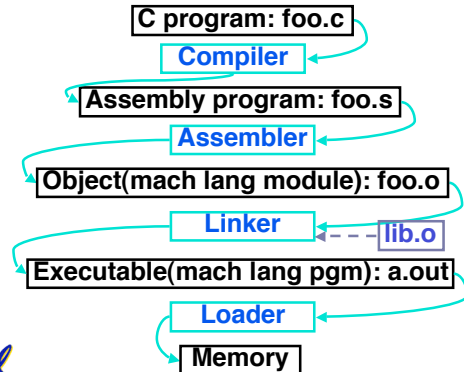 C program: foo.c
Compiler
Assembly program: foo.s
Assembler
Object(mach lang module): foo.o
Linker
lib.o
Executable(mach lang pgm): a.out
Loader
Memory